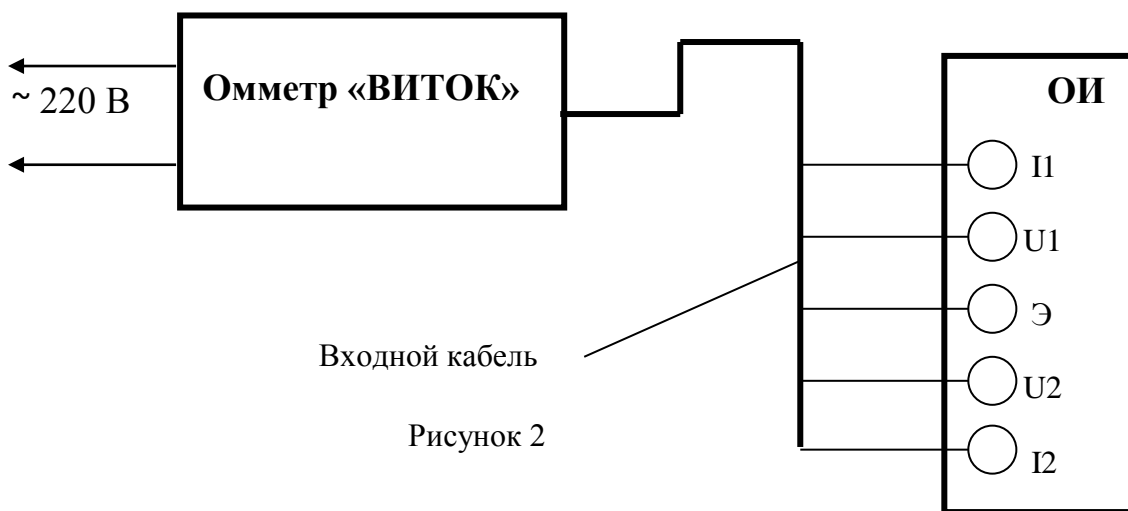 Омметр «ВИТОК»
~ 220 В
ОИ
I1
U1
Э
U2
I2
Входной кабель
Рисунок 2